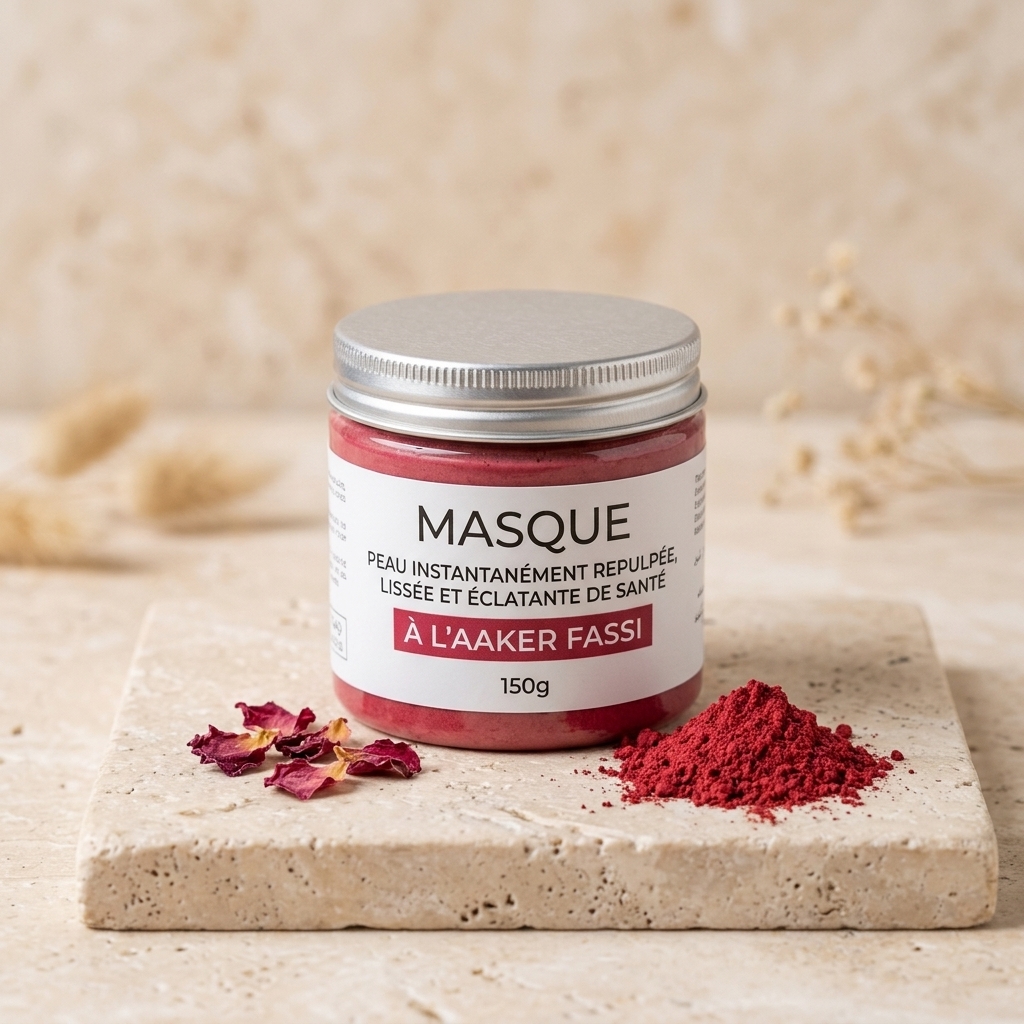 MASQUE
PEAU INSTANTANÉMENT REPULPÉE,
LISSÉE ET ÉCLATANTE DE SANTÉ
À L'AAKER FASSI
150g